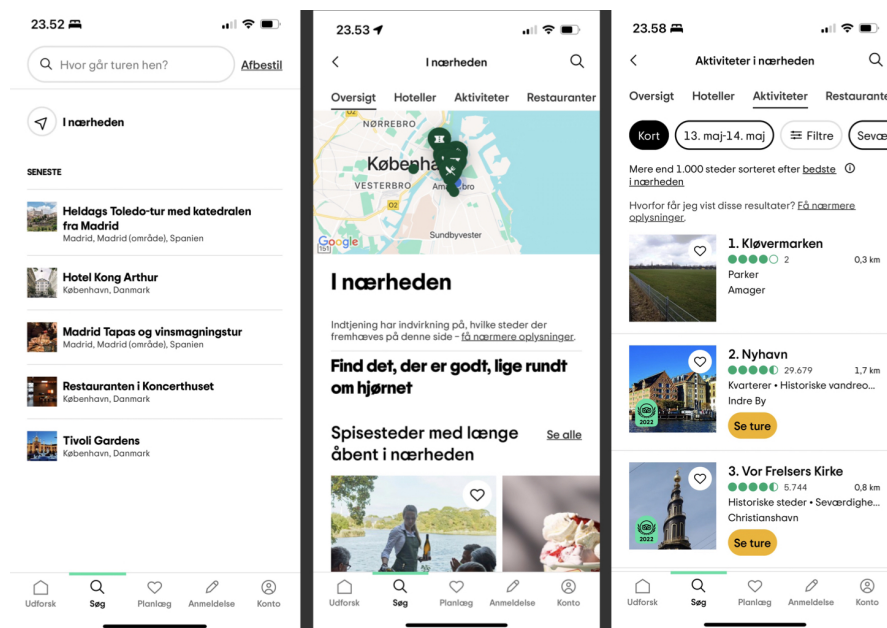 23.52
Hvor går turen hen?
Afbestil
I nærheden
SENESTE
Heldags Toledo-tur med katedralen
fra Madrid
Madrid, Madrid (område), Spanien
Hotel Kong Arthur
København, Danmark
Madrid Tapas og vinsmagningstur
Madrid, Madrid (område), Spanien
Restauranten i Koncerthuset
København, Danmark
Tivoli Gardens
København, Danmark
Udforsk Søg Planlæg Anmeldelse Konto
23.53
I nærheden
Oversigt Hoteller Aktiviteter Restauranter
NØRREBRO
Københa
VESTERBRO
Am bro
O2
Sundbyvester
Google
151
I nærheden
Indtjening har indvirkning på, hvilke steder der
fremhæves på denne side – få nærmere oplysninger.
Find det, der er godt, lige rundt
om hjørnet
Spisesteder med længe
åbent i nærheden
Se alle
Udforsk Søg Planlæg Anmeldelse Konto
23.58
Aktiviteter i nærheden
Oversigt Hoteller Aktiviteter Restaurante
Kort 13. maj-14. maj Filtre Sevæ
Mere end 1.000 steder sorteret efter bedste
i nærheden
Hvorfor får jeg vist disse resultater? Få nærmere
oplysninger.
1. Kløvermarken
2 0,3 km
Parker
Amager
2. Nyhavn
29.679 1,7 km
Kvarterer • Historiske vandreo...
Indre By
2022
Se ture
3. Vor Frelsers Kirke
5.744 0,8 km
Historiske steder • Seværdighe...
Christianshavn
2022
Se ture
Udforsk Søg Planlæg Anmeldelse Konto